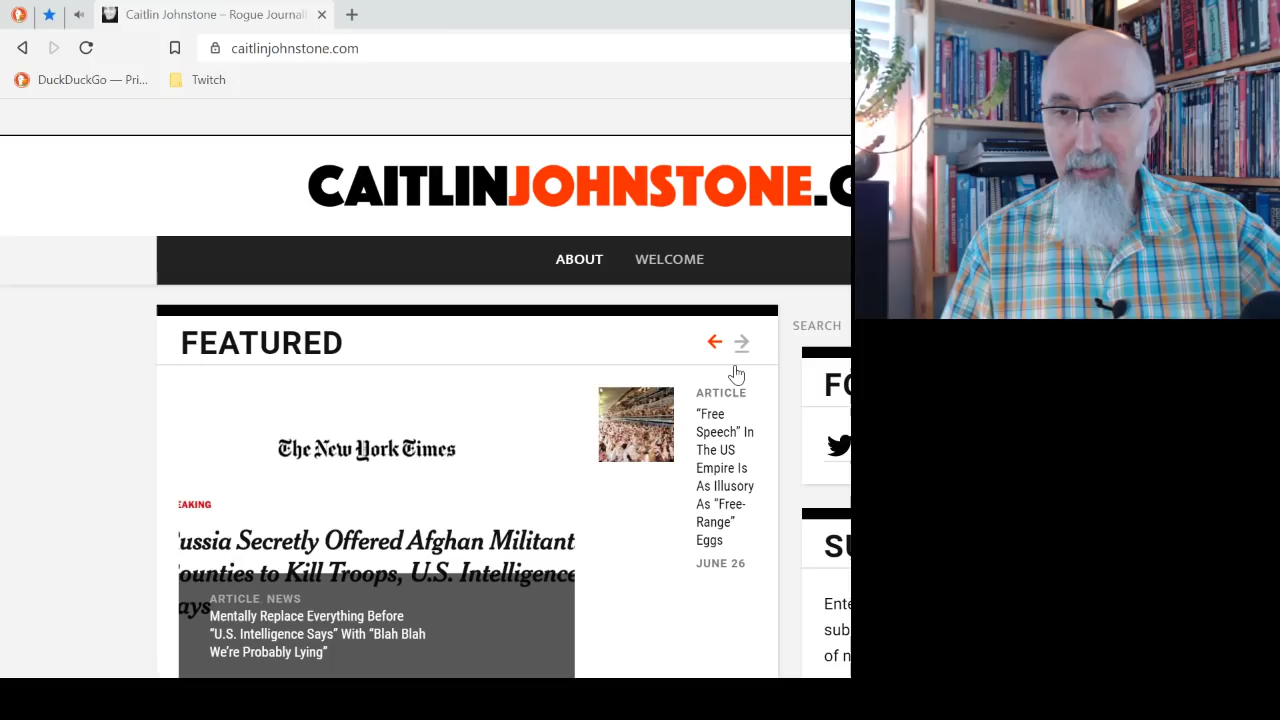 Caitlin Johnstone – Rogue Journali
caitlinjohnstone.com
DuckDuckGo — Pri...
Twitch
CAITLINJOHNSTONE.C
ABOUT
WELCOME
FEATURED
SEARCH
FO
ARTICLE
"Free
Speech" In
The US
Empire Is
As Illusory
As "Free-
Range"
Eggs
JUNE 26
The New York Times
EAKING
ussia Secretly Offered Afghan Militant
ounties to Kill Troops, U.S. Intelligence
ays
ARTICLE, NEWS
Mentally Replace Everything Before
"U.S. Intelligence Says" With "Blah Blah
We're Probably Lying"
SU
Ente
sub
of n